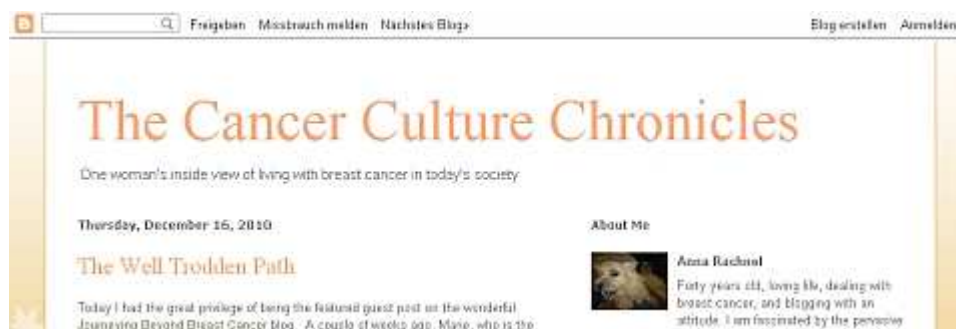 Freigeben Missbrauch melden Nächstes Blog»
Blog erstellen Anmelden
The Cancer Culture Chronicles
One woman's inside view of living with breast cancer in today's society
Thursday, December 16, 2010
The Well Trodden Path
Today I had the great privilege of being the featured guest post on the wonderful
Journeying Beyond Breast Cancer blog. A couple of weeks ago, Marie, who is the
About Me
Anna Rachnel
Forty years old, loving life, dealing with
breast cancer, and blogging with an
attitude. I am fascinated by the pervasive